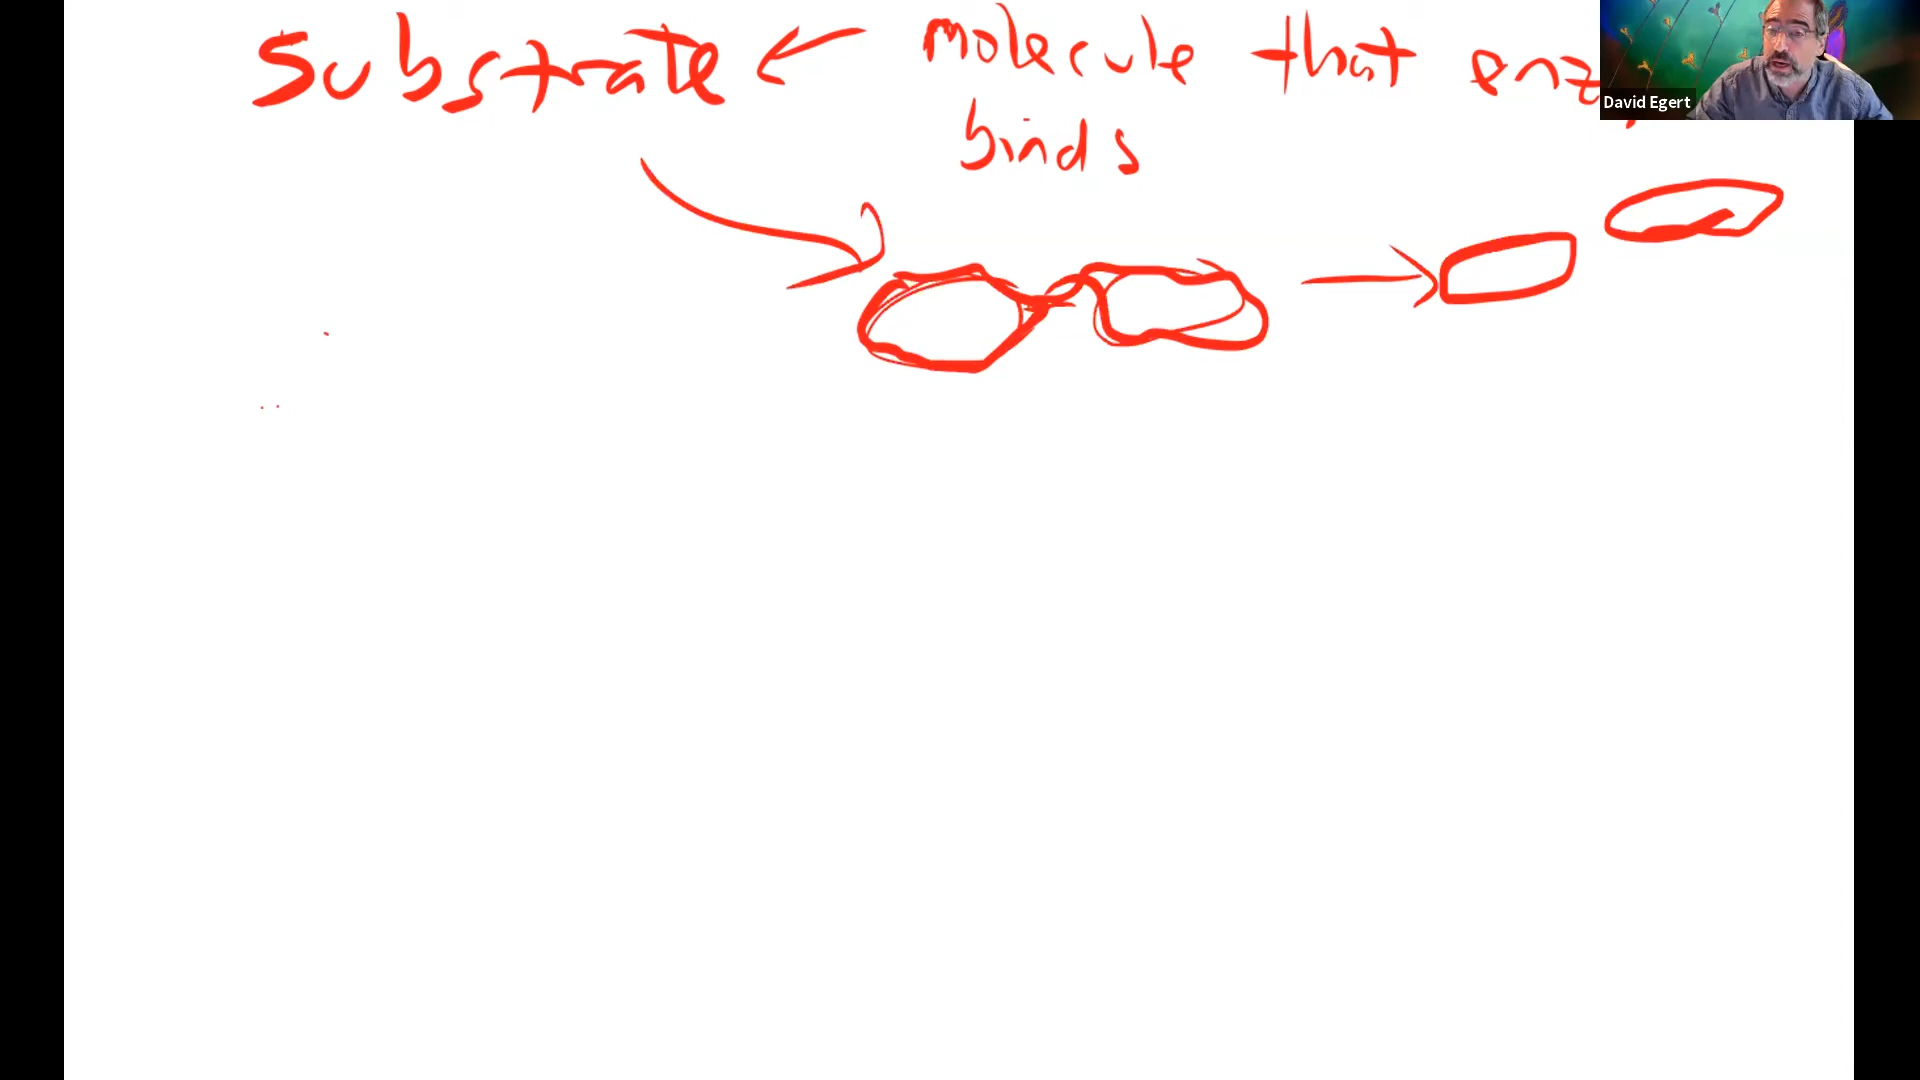 substrate ← molecule that enz
binds
David Egert